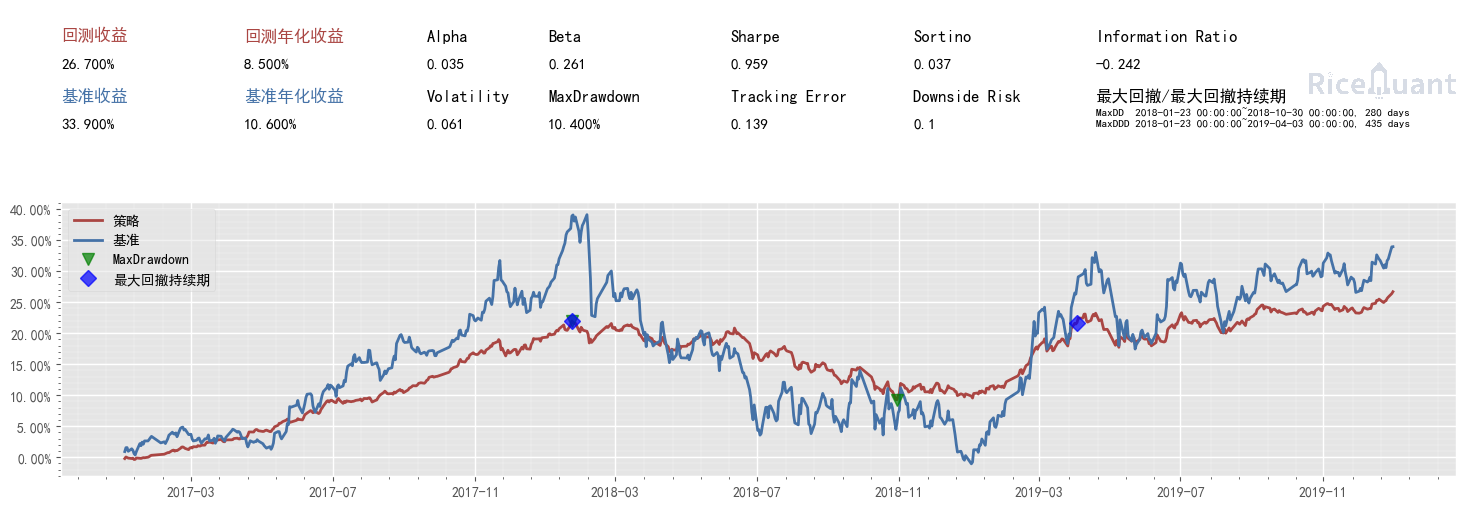 回测收益 回测年化收益 Alpha Beta Sharpe Sortino Information Ratio
26.700% 8.500% 0.035 0.261 0.959 0.037 -0.242
RiceQuant
基准收益 基准年化收益 Volatility MaxDrawdown Tracking Error Downside Risk 最大回撤/最大回撤持续期
33.900% 10.600% 0.061 10.400% 0.139 0.1
MaxDD 2018-01-23 00:00:00~2018-10-30 00:00:00, 280 days
MaxDDD 2018-01-23 00:00:00~2019-04-03 00:00:00, 435 days
40.00%
35.00%
30.00%
25.00%
20.00%
15.00%
10.00%
5.00%
0.00%
策略
基准
MaxDrawdown
最大回撤持续期
2017-03 2017-07 2017-11 2018-03 2018-07 2018-11 2019-03 2019-07 2019-11